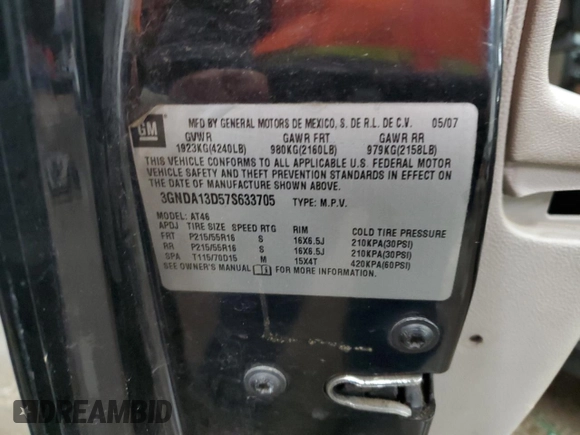 GM
MFD BY GENERAL MOTORS DE MEXICO, S. DE R.L. DE C.V. 05/07
GVWR GAWR FRT GAWR RR
1923KG(4240LB) 980KG(2160LB) 979KG(2158LB)
THIS VEHICLE CONFORMS TO ALL APPLICABLE U.S. FEDERAL MOTOR
VEHICLE SAFETY AND THEFT PREVENTION STANDARDS IN EFFECT ON
THE DATE OF MANUFACTURE SHOWN ABOVE.
3GNDA13D57S633705 TYPE: M.P.V.
MODEL: AT46
APDJ TIRE SIZE SPEED RTG RIM COLD TIRE PRESSURE
FRT P215/55R16 S 16X6.5J 210KPA(30PSI)
RR P215/55R16 S 16X6.5J 210KPA(30PSI)
SPA T115/70D15 M 15X4T 420KPA(60PSI)
SEE OWNER'S MANUAL FOR MORE INFORMATION.
DREAMBID